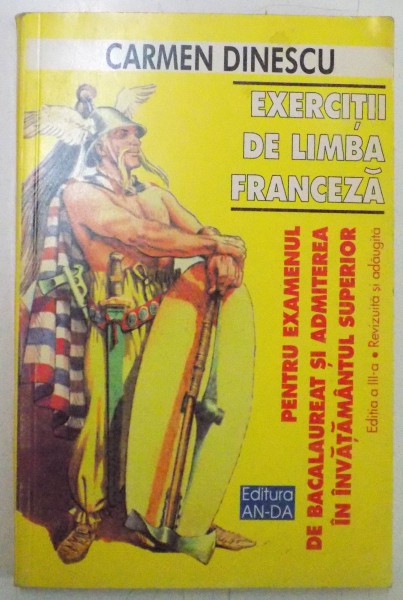 CARMEN DINESCU
EXERCIȚII
DE LIMBA
FRANCEZĂ
PENTRU EXAMENUL
DE BACALAUREAT ȘI ADMITEREA
ÎN ÎNVĂȚĂMÂNTUL SUPERIOR
Ediția a III-a • Revizuită și adăugită
Editura
AN-DA